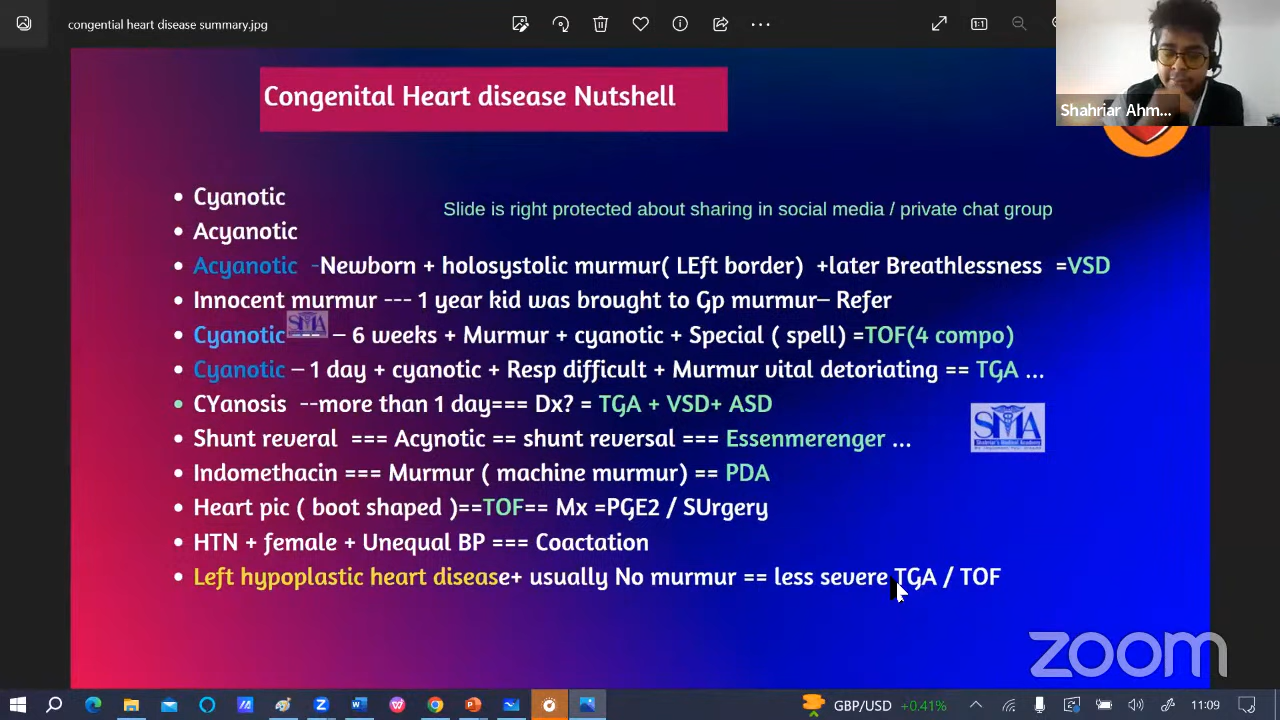 congential heart disease summary.jpg
Shahriar Ahm...
Congenital Heart disease Nutshell
• Cyanotic
Slide is right protected about sharing in social media / private chat group
• Acyanotic
• Acyanotic -Newborn + holosystolic murmur( LEft border) +later Breathlessness =VSD
• Innocent murmur --- 1 year kid was brought to Gp murmur– Refer
• Cyanotic – 6 weeks + Murmur + cyanotic + Special ( spell) =TOF(4 compo)
SMA
• Cyanotic – 1 day + cyanotic + Resp difficult + Murmur vital detoriating == TGA ...
• CYanosis --more than 1 day=== Dx? = TGA + VSD+ ASD
• Shunt reveral === Acynotic == shunt reversal === Essenmerenger ...
SMA
Shahriar's Medical Academy
• Indomethacin === Murmur ( machine murmur) == PDA
• Heart pic ( boot shaped )==TOF== Mx =PGE2 / SUrgery
• HTN + female + Unequal BP === Coactation
• Left hypoplastic heart disease+ usually No murmur == less severe TGA / TOF
zoom
GBP/USD +0.41%
11:09